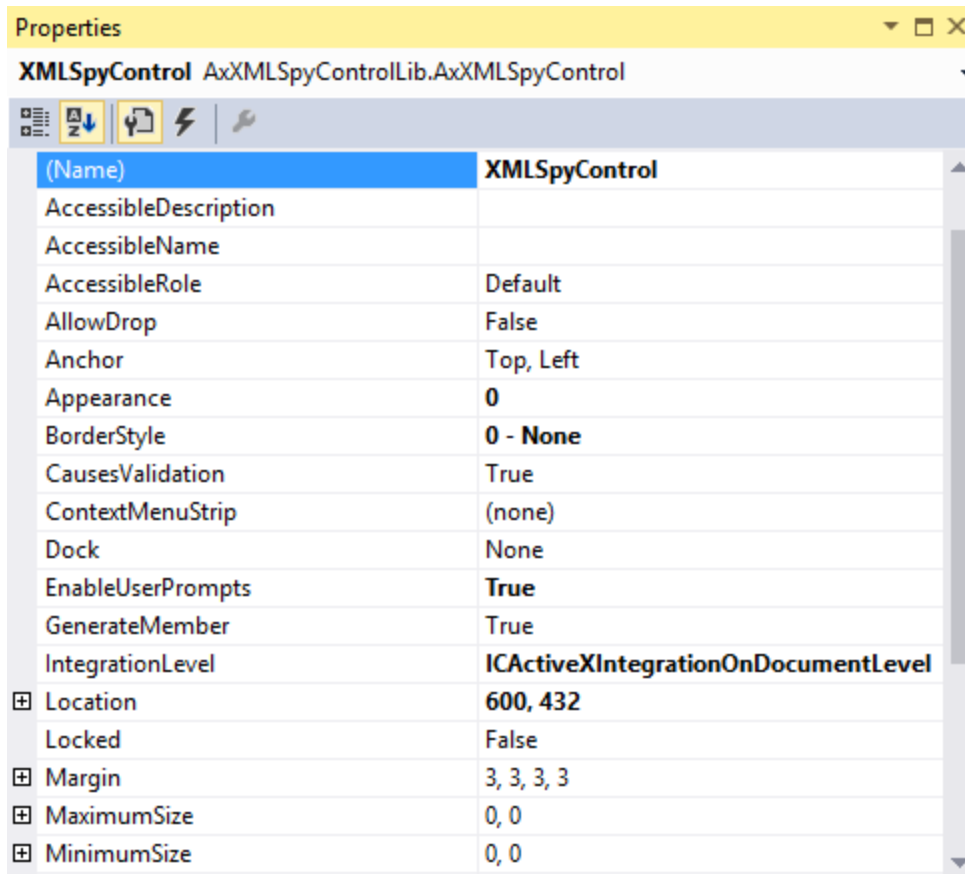 Properties
XMLSpyControl AxXMLSpyControlLib.AxXMLSpyControl
(Name) XMLSpyControl
AccessibleDescription
AccessibleName
AccessibleRole Default
AllowDrop False
Anchor Top, Left
Appearance 0
BorderStyle 0 - None
CausesValidation True
ContextMenuStrip (none)
Dock None
EnableUserPrompts True
GenerateMember True
IntegrationLevel ICActiveXIntegrationOnDocumentLevel
Location 600, 432
Locked False
Margin 3, 3, 3, 3
MaximumSize 0, 0
MinimumSize 0, 0